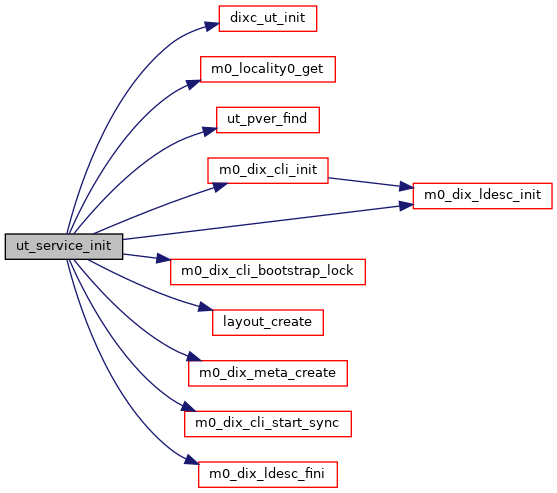 dixc_ut_init
m0_locality0_get
ut_pver_find
m0_dix_cli_init
m0_dix_ldesc_init
ut_service_init
m0_dix_cli_bootstrap_lock
layout_create
m0_dix_meta_create
m0_dix_cli_start_sync
m0_dix_ldesc_fini